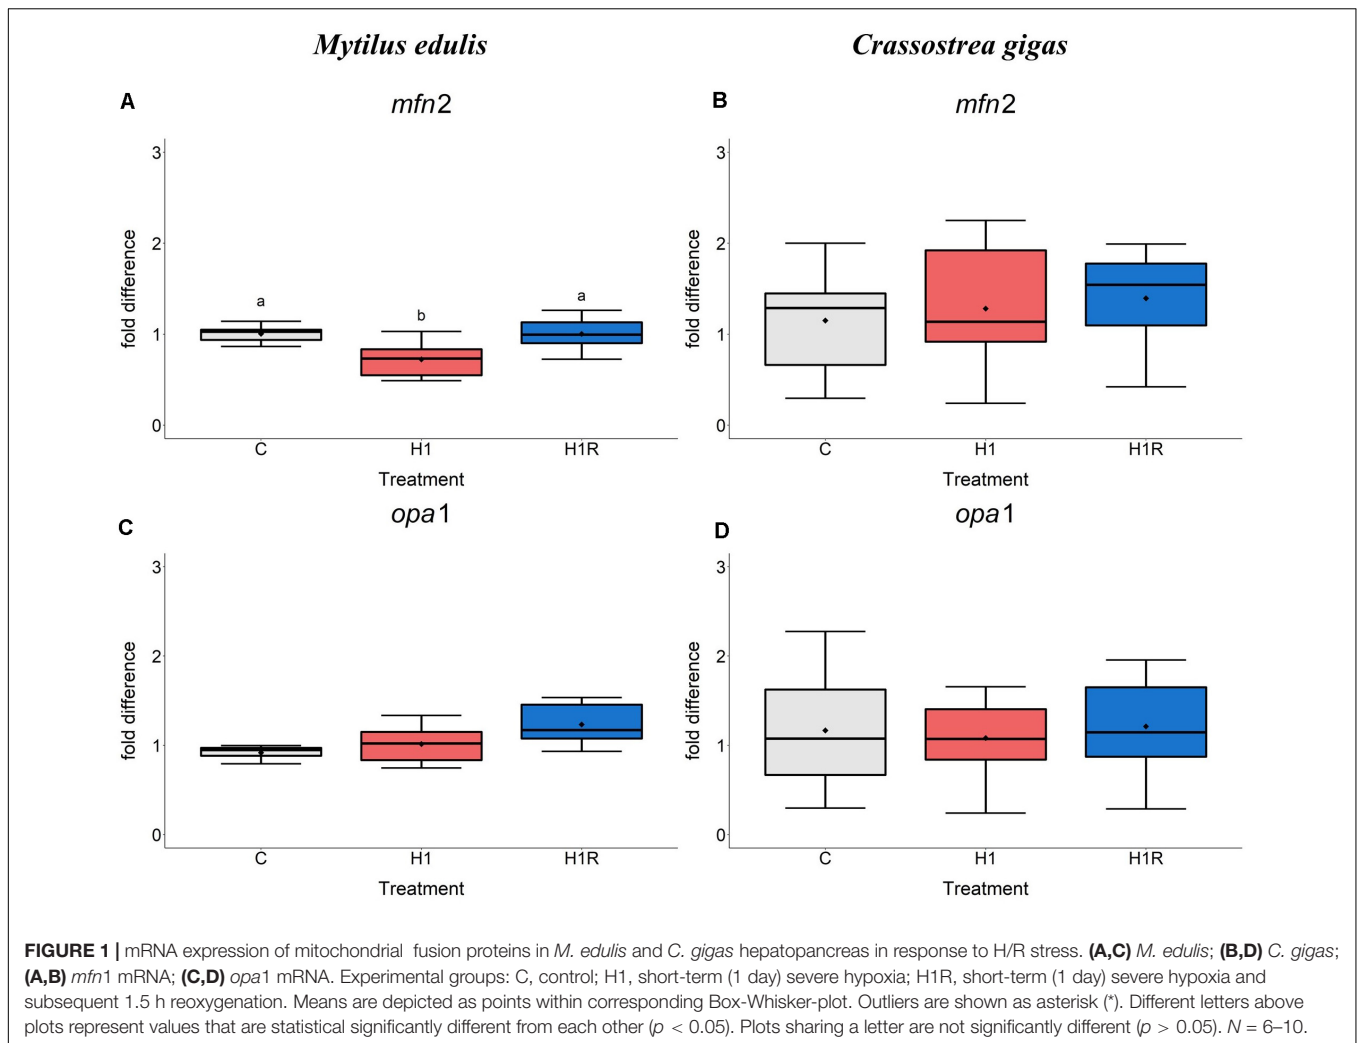 Mytilus edulis
Crassostrea gigas
A
mfn2
3
2
1
0
fold difference
a
b
a
C
H1
H1R
Treatment
B
mfn2
3
2
1
0
fold difference
C
H1
H1R
Treatment
C
opa1
3
2
1
0
fold difference
C
H1
H1R
Treatment
D
opa1
3
2
1
0
fold difference
C
H1
H1R
Treatment
FIGURE 1 | mRNA expression of mitochondrial fusion proteins in M. edulis and C. gigas hepatopancreas in response to H/R stress. (A,C) M. edulis; (B,D) C. gigas;
(A,B) mfn1 mRNA; (C,D) opa1 mRNA. Experimental groups: C, control; H1, short-term (1 day) severe hypoxia; H1R, short-term (1 day) severe hypoxia and
subsequent 1.5 h reoxygenation. Means are depicted as points within corresponding Box-Whisker-plot. Outliers are shown as asterisk (*). Different letters above
plots represent values that are statistical significantly different from each other (p < 0.05). Plots sharing a letter are not significantly different (p > 0.05). N = 6–10.